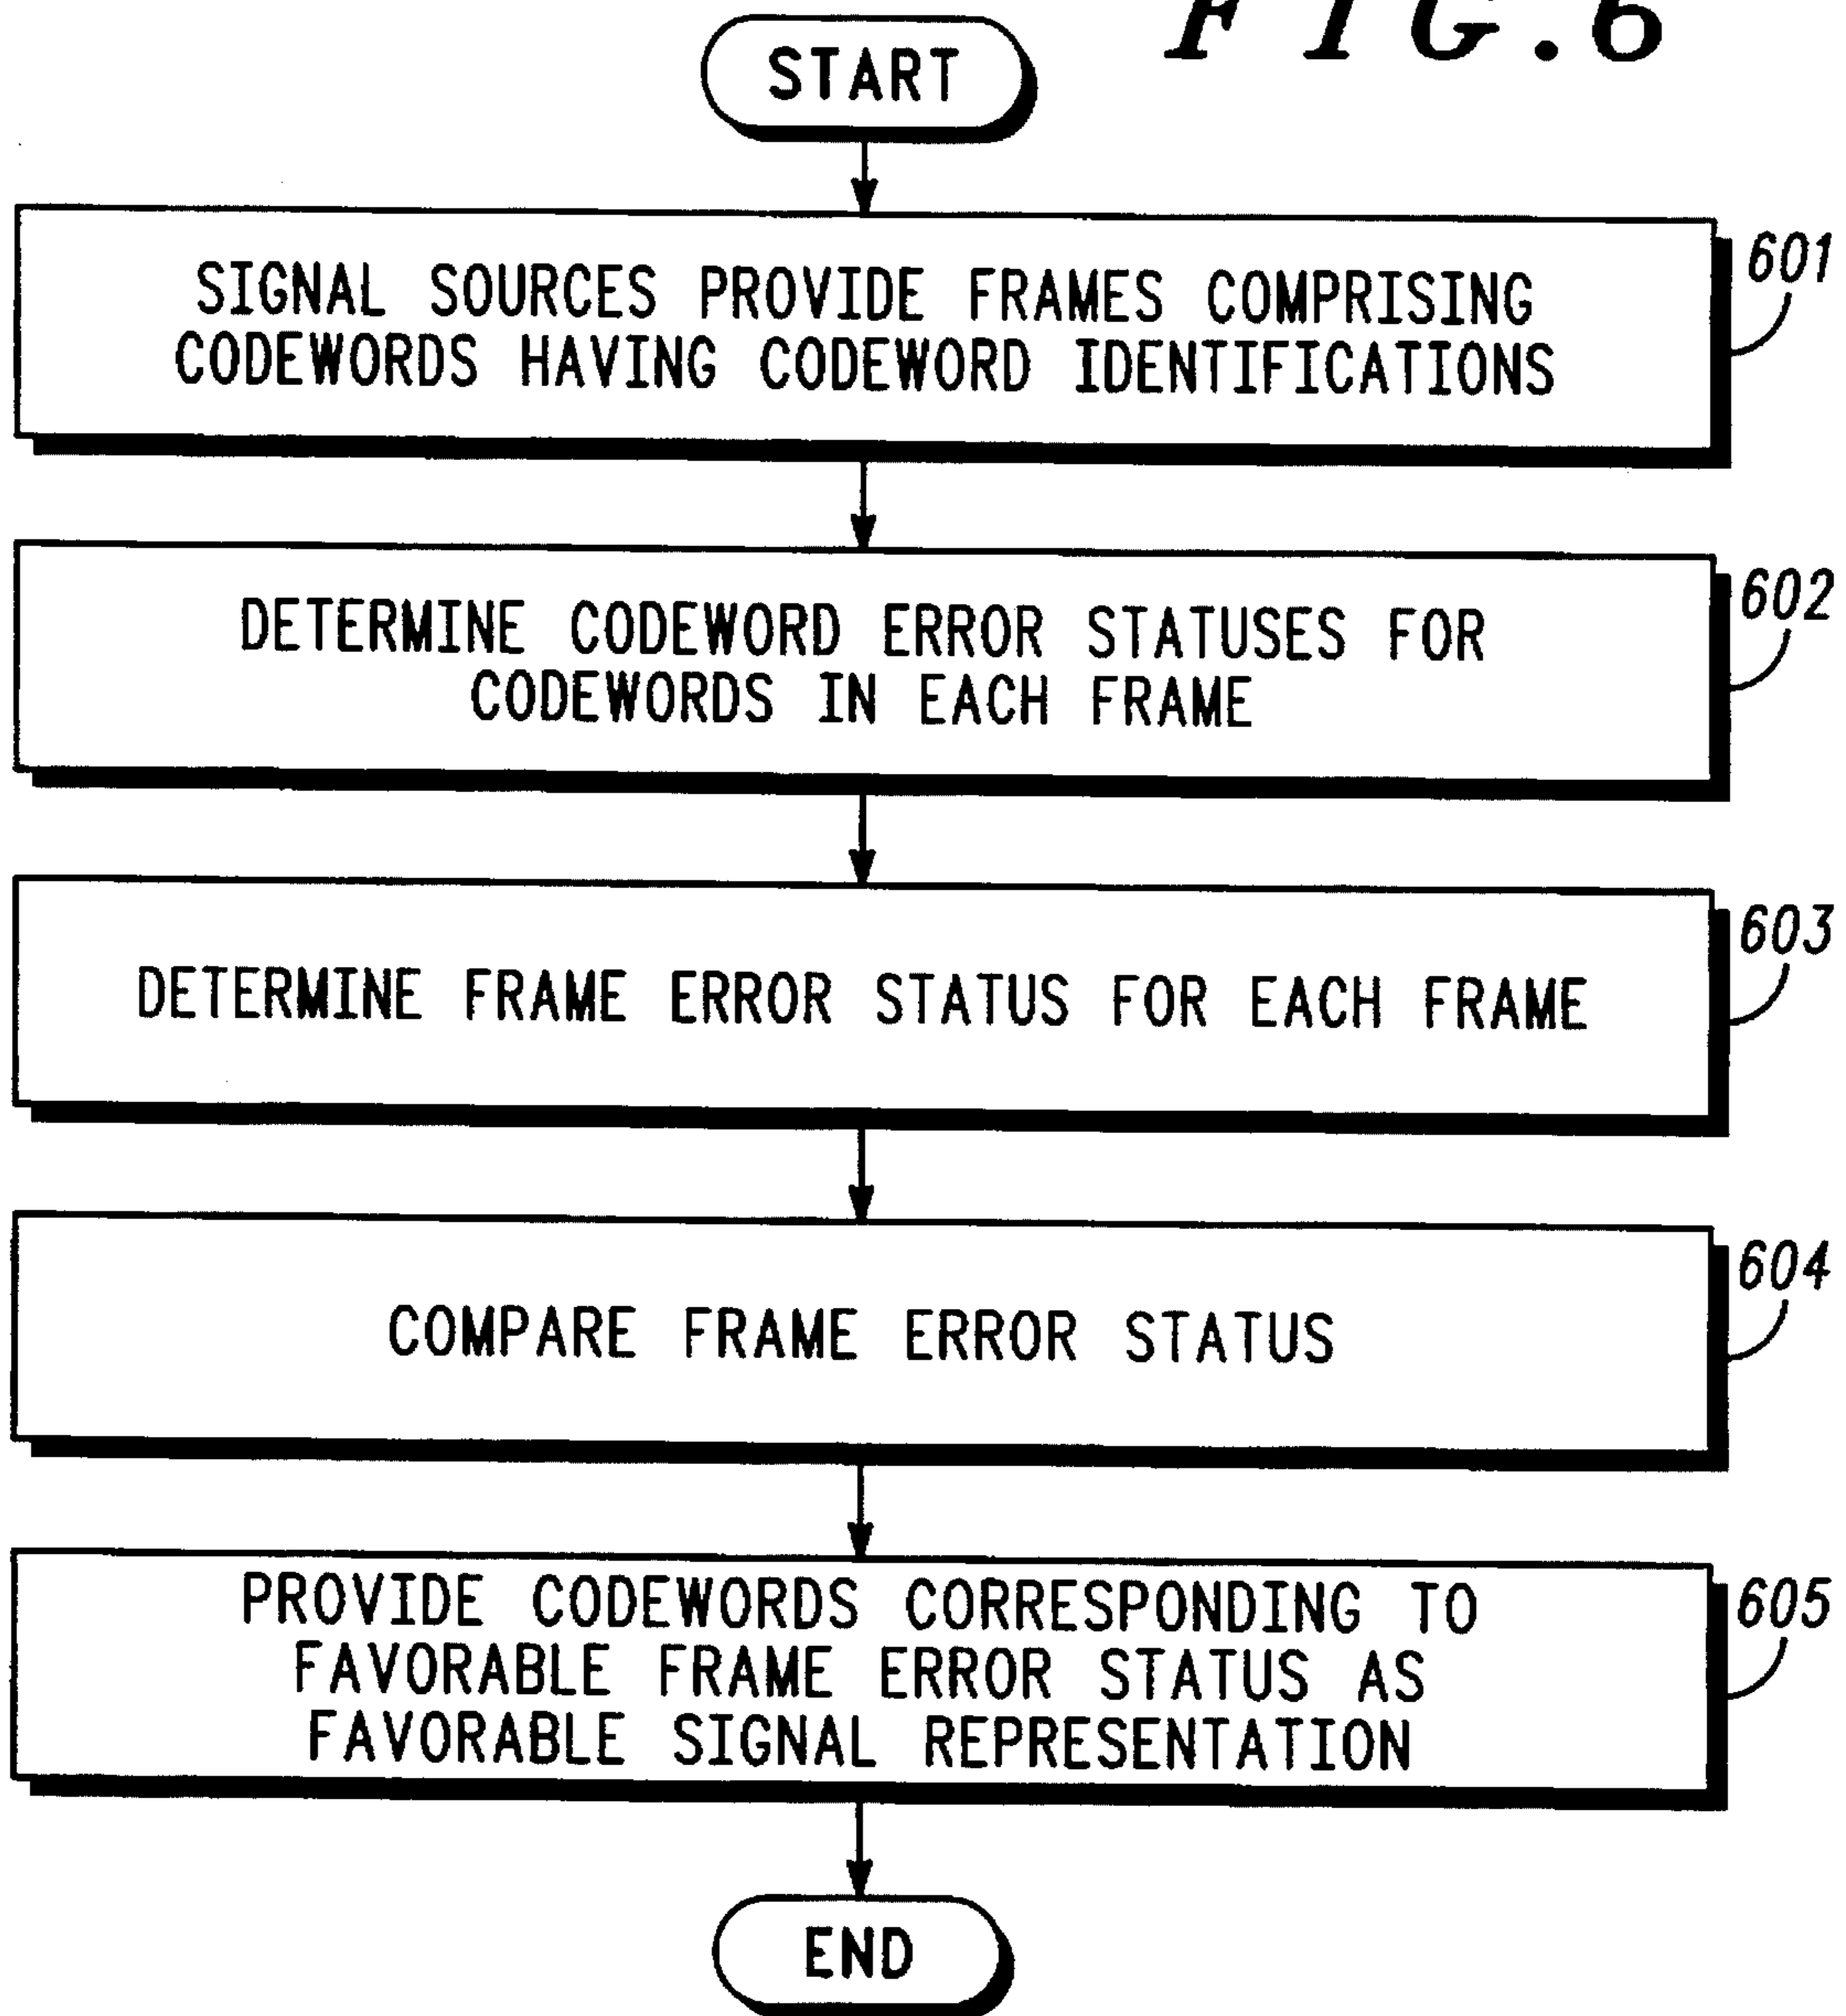 FIG.6
START
SIGNAL SOURCES PROVIDE FRAMES COMPRISING
CODEWORDS HAVING CODEWORD IDENTIFICATIONS
601
DETERMINE CODEWORD ERROR STATUSES FOR
CODEWORDS IN EACH FRAME
602
DETERMINE FRAME ERROR STATUS FOR EACH FRAME
603
COMPARE FRAME ERROR STATUS
604
PROVIDE CODEWORDS CORRESPONDING TO
FAVORABLE FRAME ERROR STATUS AS
FAVORABLE SIGNAL REPRESENTATION
605
END